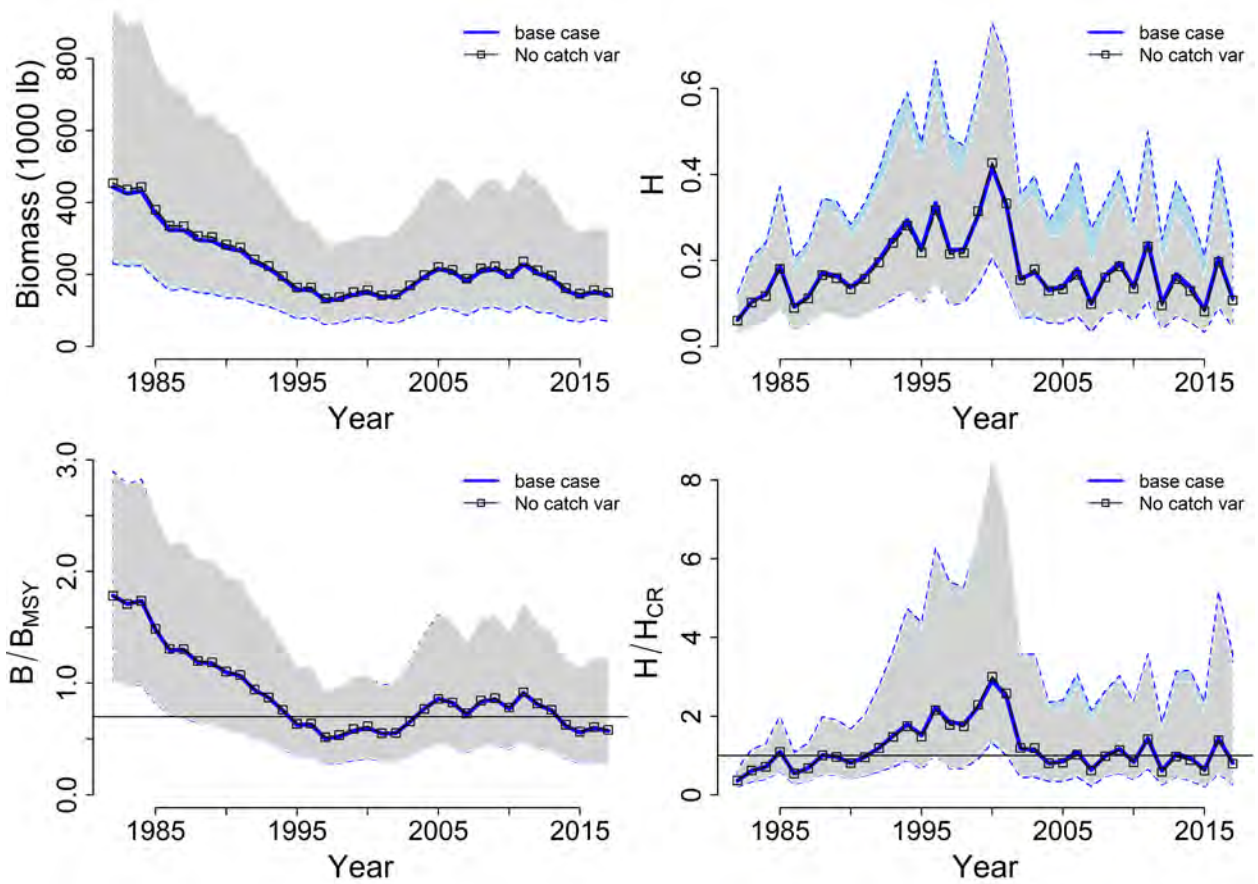 Biomass (1000 lb)
0 200 400 600 800
base case
No catch var
1985 1995 2005 2015
Year
H
0.0 0.2 0.4 0.6
base case
No catch var
1985 1995 2005 2015
Year
B/BMSY
0.0 1.0 2.0 3.0
base case
No catch var
1985 1995 2005 2015
Year
H/HCR
0 2 4 6 8
base case
No catch var
1985 1995 2005 2015
Year